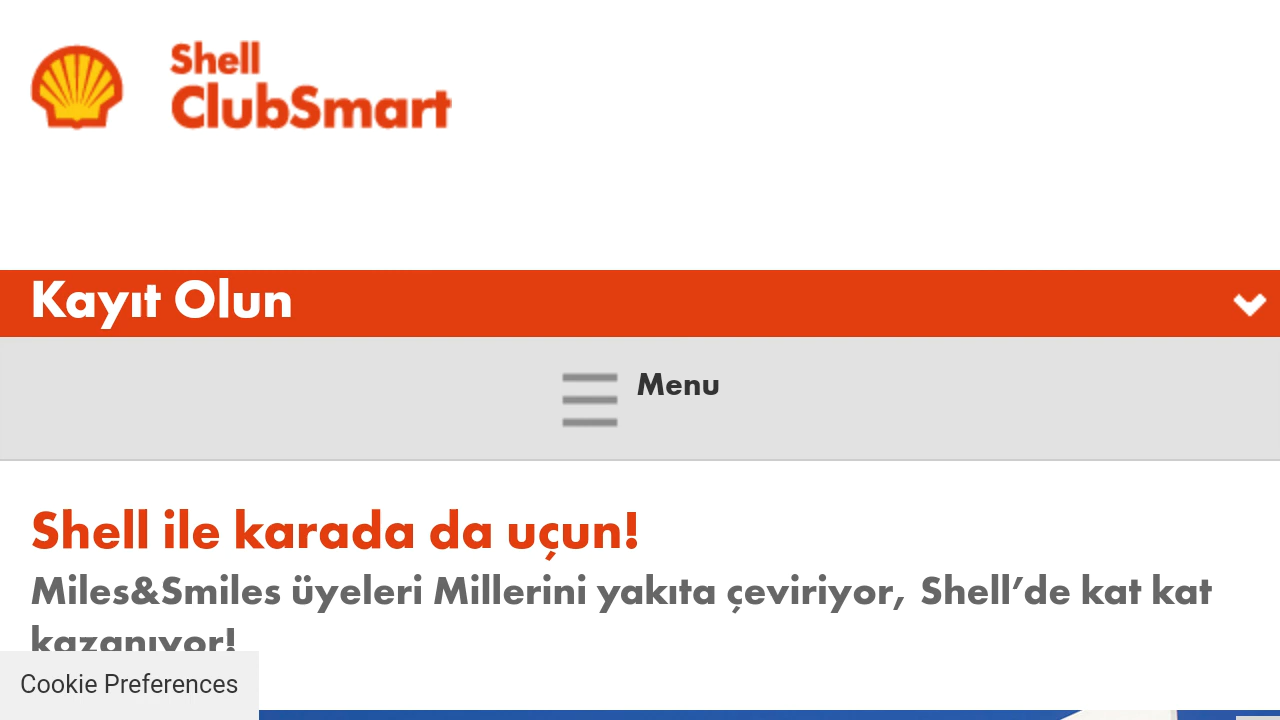 Shell
ClubSmart
Kayıt Olun
Menu
Shell ile karada da uçun!
Miles&Smiles üyeleri Millerini yakıta çeviriyor, Shell’de kat kat
kazanıyor!
Cookie Preferences